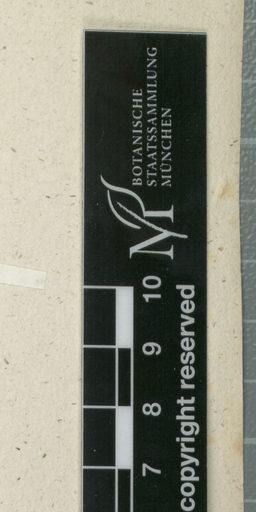 BOTANISCHE
STAATSSAMMLUNG
MÜNCHEN
M
7 8 9 10
copyright reserved